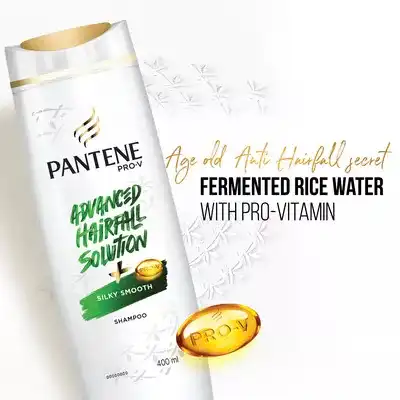 PANTENE
PRO-V
ADVANCED
HAIRFALL
SOLUTION
+ PRO-V
SILKY SMOOTH
SHAMPOO
400 ml
Age old Anti Hairfall secret
FERMENTED RICE WATER
WITH PRO-VITAMIN
PRO-V